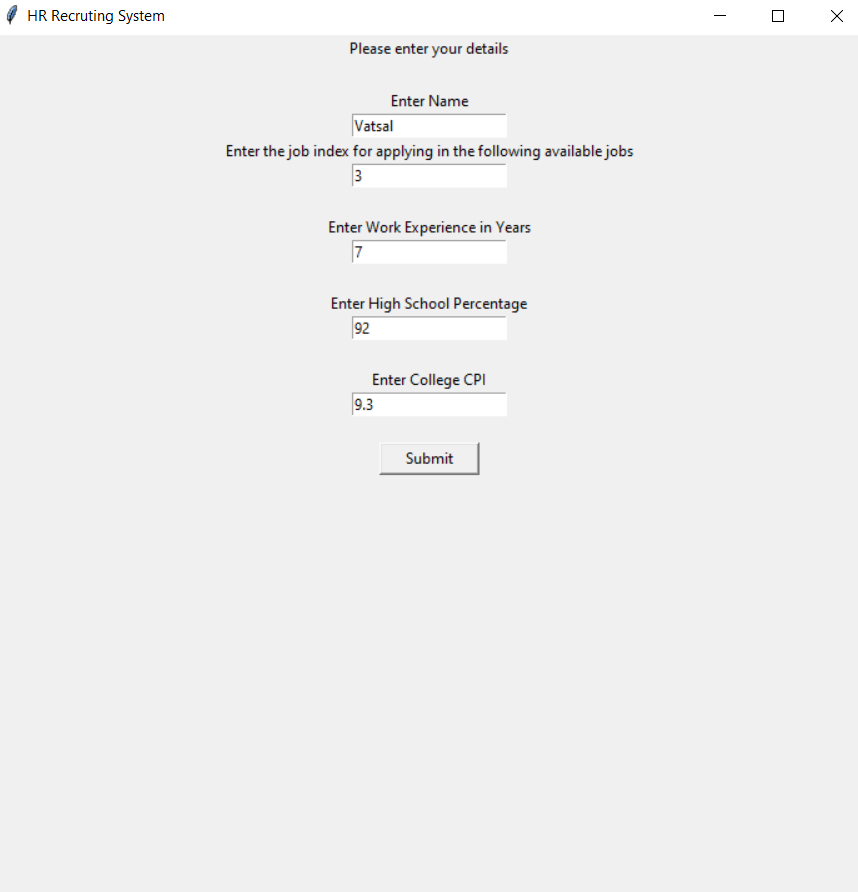 HR Recruting System
Please enter your details
Enter Name
Vatsal
Enter the job index for applying in the following available jobs
3
Enter Work Experience in Years
7
Enter High School Percentage
92
Enter College CPI
9.3
Submit